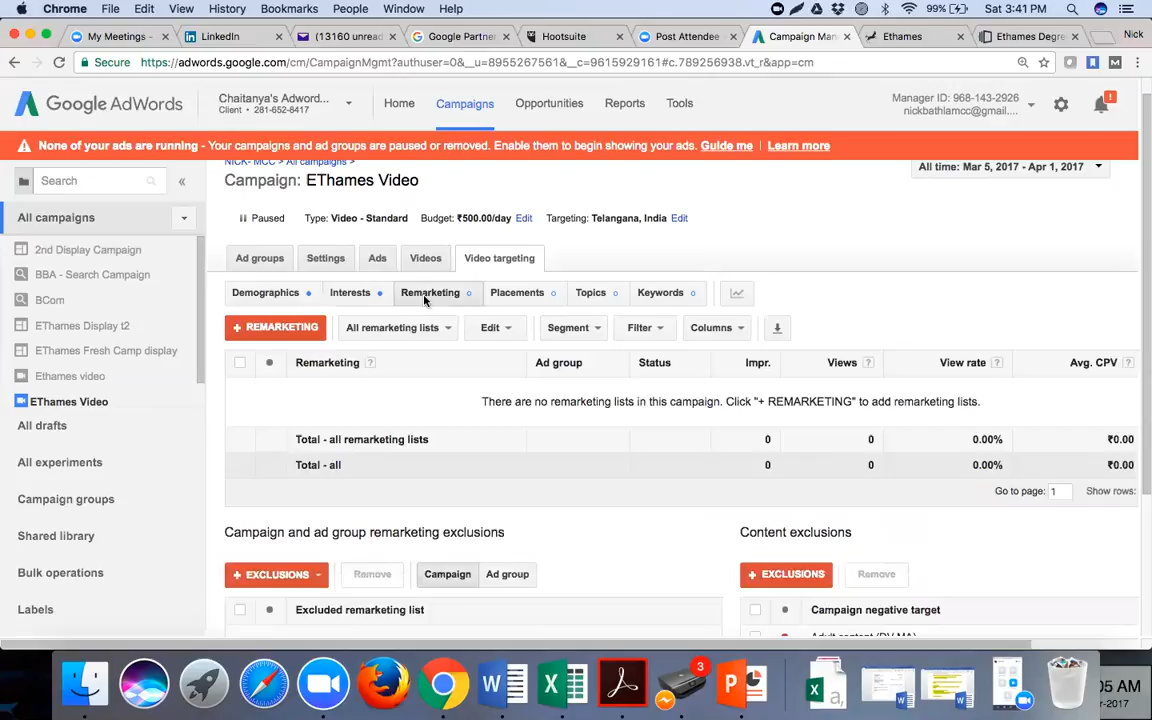 Chrome File Edit View History Bookmarks People Window Help 99% Sat 3:41 PM
My Meetings - LinkedIn (13160 unread Google Partner Hootsuite Post Attendee Campaign Man Ethames Ethames Degre Nick
Secure https://adwords.google.com/cm/CampaignMgmt?authuser=0&__u=8955267561&__c=9615929161#c.789256938.vt_r&app=cm
Google AdWords
Chaitanya's Adword...
Client • 281-652-6417
Home Campaigns Opportunities Reports Tools
Manager ID: 968-143-2926
nickbathlamcc@gmail....
!
None of your ads are running - Your campaigns and ad groups are paused or removed. Enable them to begin showing your ads. Guide me | Learn more
Search «
NICK- MCC > All campaigns >
Campaign: EThames Video
All time: Mar 5, 2017 - Apr 1, 2017
Paused Type: Video - Standard Budget: ₹500.00/day Edit Targeting: Telangana, India Edit
All campaigns
2nd Display Campaign
BBA - Search Campaign
BCom
EThames Display t2
EThames Fresh Camp display
Ethames video
EThames Video
All drafts
All experiments
Campaign groups
Shared library
Bulk operations
Labels
Ad groups Settings Ads Videos Video targeting
Demographics Interests Remarketing Placements Topics Keywords
+ REMARKETING All remarketing lists Edit Segment Filter Columns
Remarketing ? Ad group Status Impr. Views ? View rate ? Avg. CPV ?
There are no remarketing lists in this campaign. Click "+ REMARKETING" to add remarketing lists.
Total - all remarketing lists 0 0 0.00% ₹0.00
Total - all 0 0 0.00% ₹0.00
Go to page: 1 Show rows:
Campaign and ad group remarketing exclusions
+ EXCLUSIONS Remove Campaign Ad group
Excluded remarketing list
Content exclusions
+ EXCLUSIONS Remove
Campaign negative target
Adult content (DV-MA)
3
:05 AM
r-2017